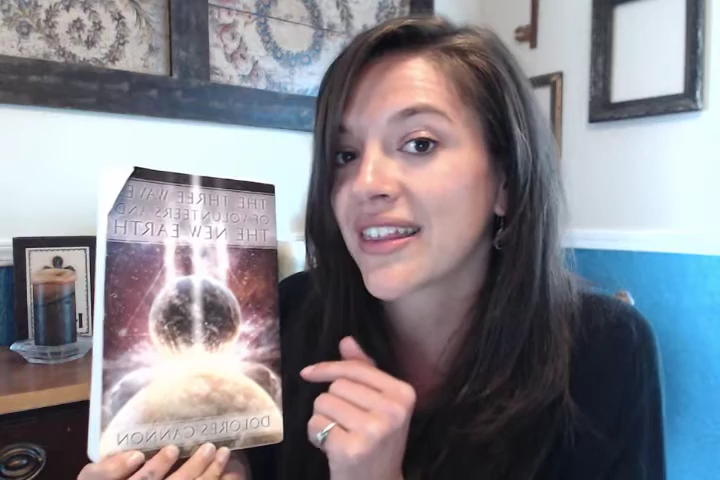 THE THREE WAVES
OF VOLUNTEERS AND
THE NEW EARTH
DOLORES CANNON